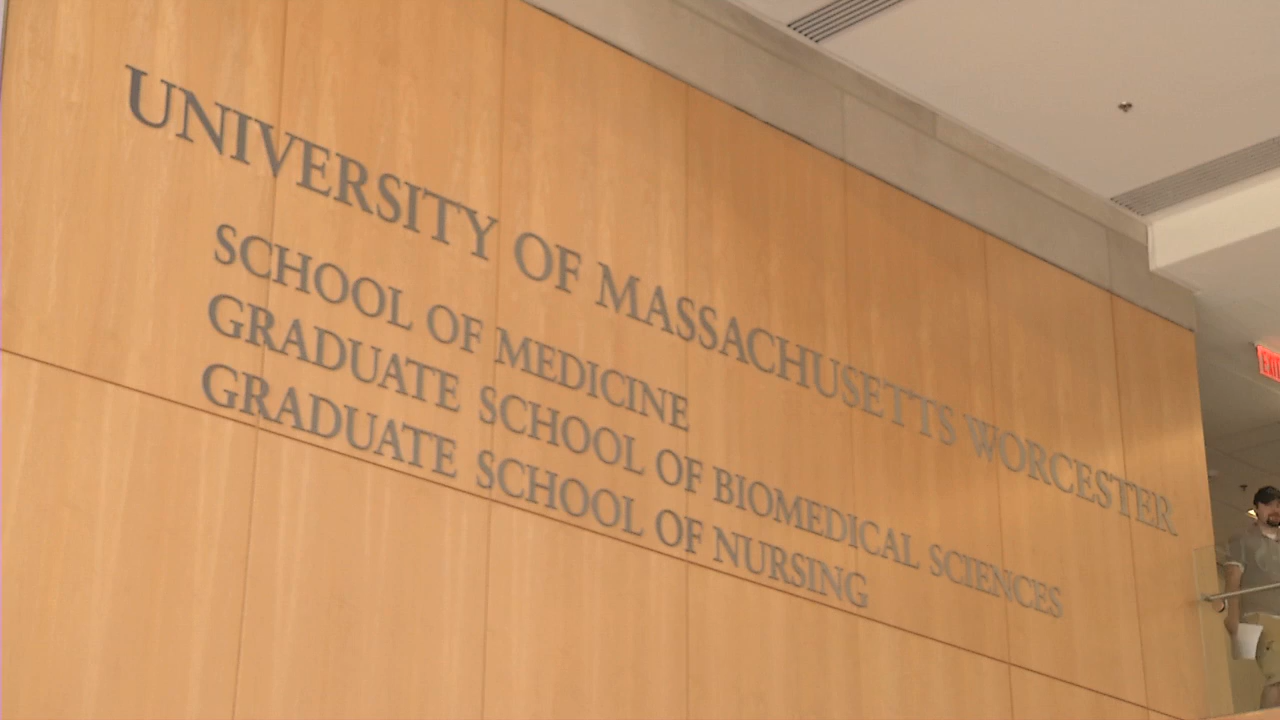 UNIVERSITY OF MASSACHUSETTS WORCESTER
SCHOOL OF MEDICINE
GRADUATE SCHOOL OF BIOMEDICAL SCIENCES
GRADUATE SCHOOL OF NURSING